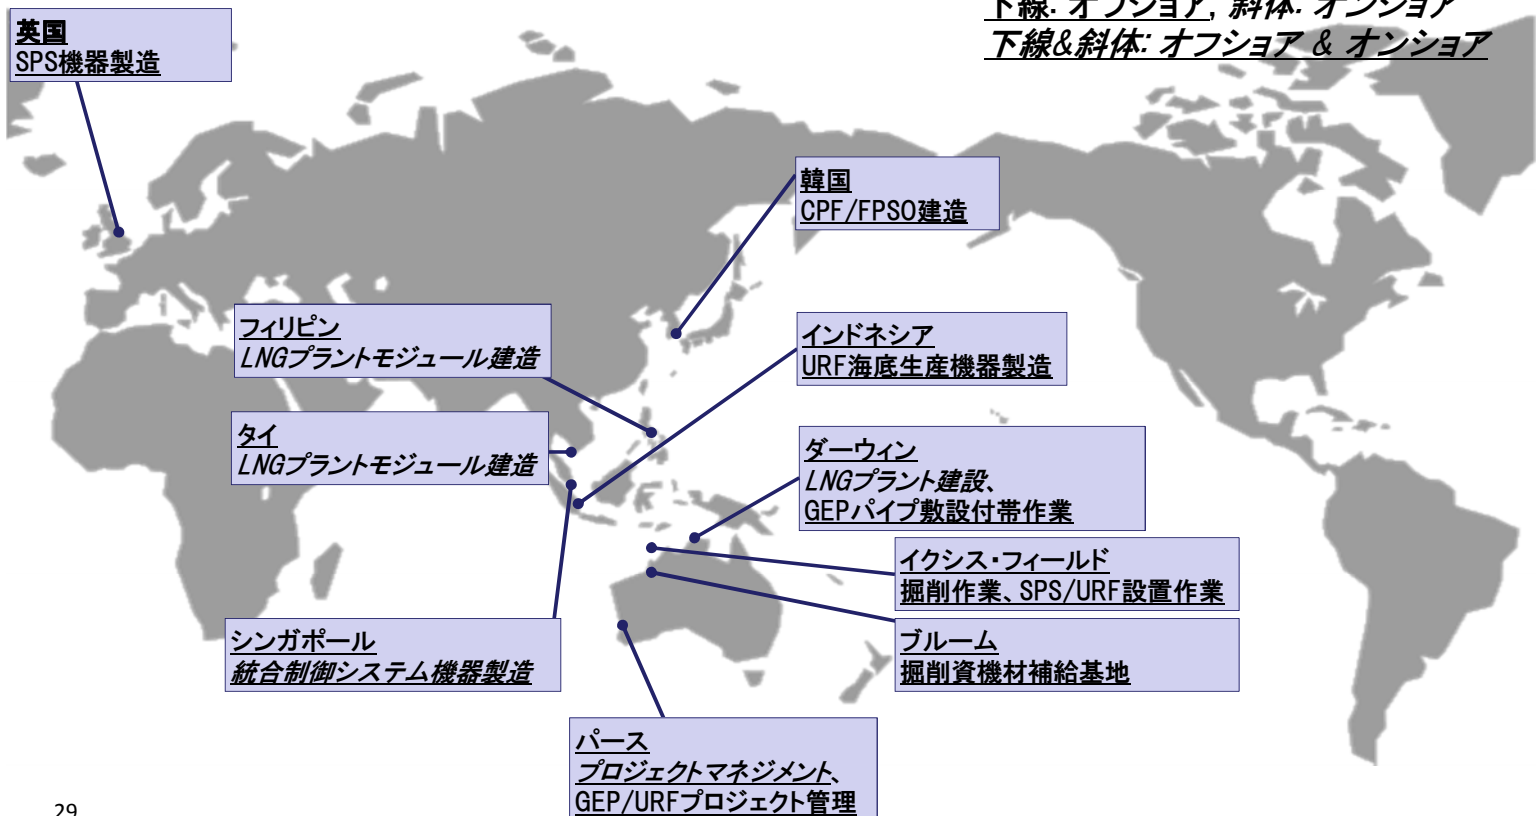 下線: オフショア, 斜体: オンショア
下線&斜体: オフショア & オンショア
英国
SPS機器製造
韓国
CPF/FPSO建造
フィリピン
LNGプラントモジュール建造
インドネシア
URF海底生産機器製造
タイ
LNGプラントモジュール建造
ダーウィン
LNGプラント建設、
GEPパイプ敷設付帯作業
イクシス・フィールド
掘削作業、SPS/URF設置作業
シンガポール
統合制御システム機器製造
ブルーム
掘削資機材補給基地
パース
プロジェクトマネジメント、
GEP/URFプロジェクト管理
29